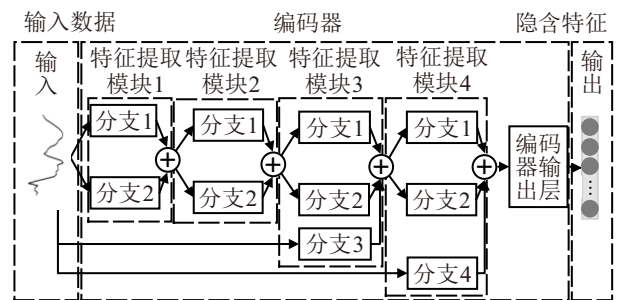 输入数据
编码器
隐含特征
输入
特征提取
模块1
特征提取
模块2
特征提取
模块3
特征提取
模块4
输出
分支1
分支2
分支1
分支2
分支1
分支2
分支3
分支1
分支2
分支4
编码
器输
出层